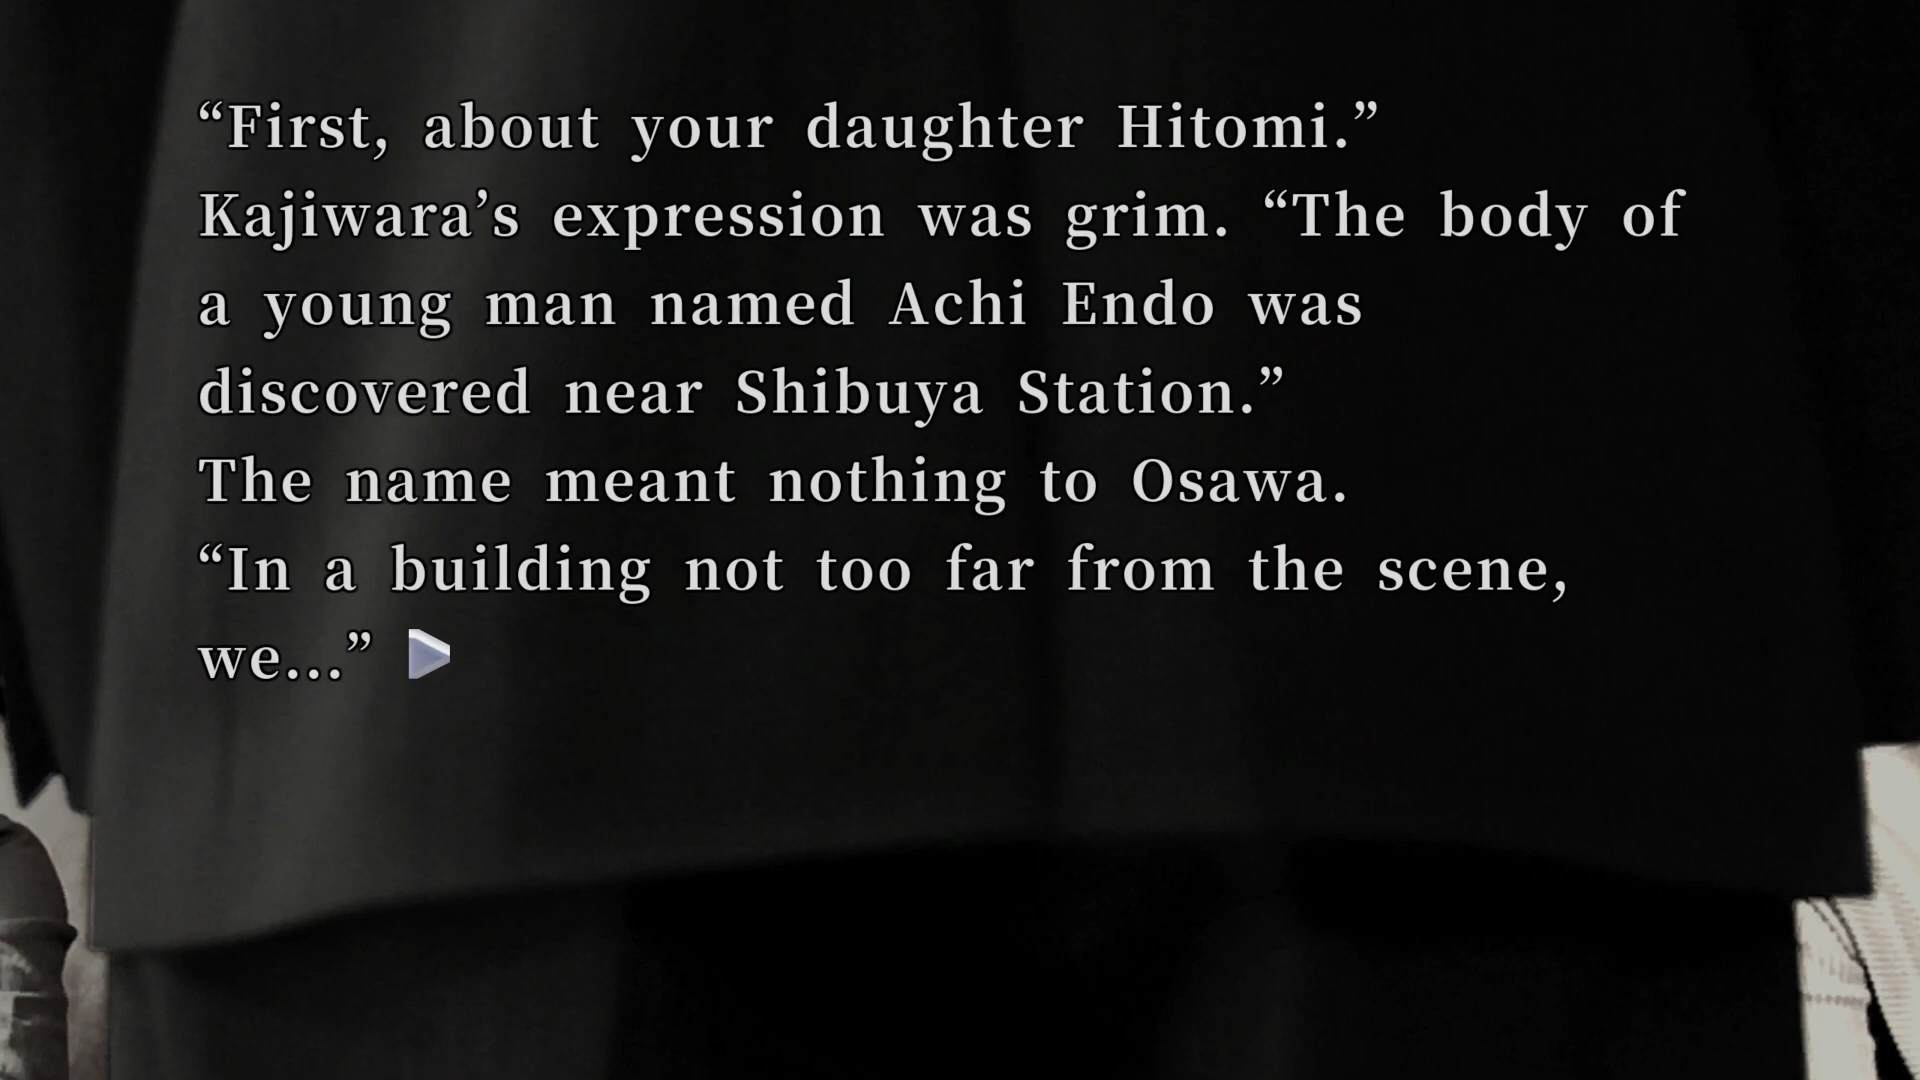 “First, about your daughter Hitomi.”
Kajiwara’s expression was grim. “The body of
a young man named Achi Endo was
discovered near Shibuya Station.”
The name meant nothing to Osawa.
“In a building not too far from the scene,
we...”